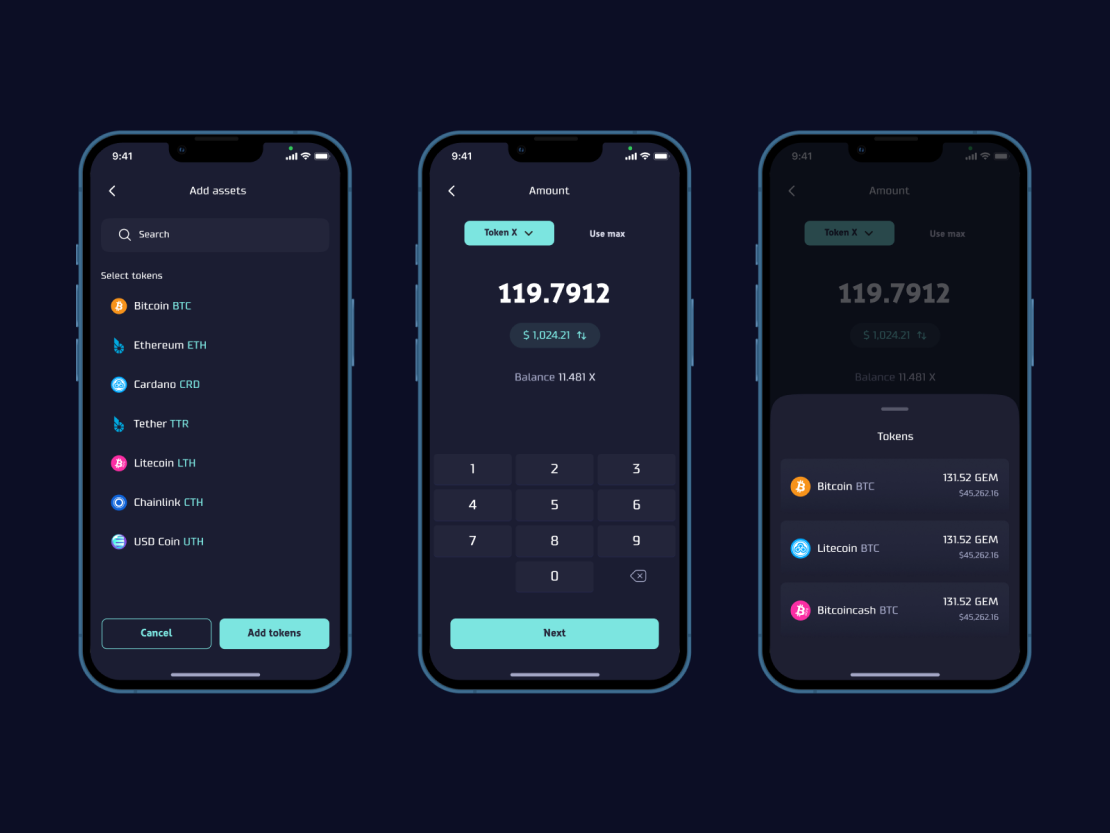 9:41
Add assets
Search
Select tokens
Bitcoin BTC
Ethereum ETH
Cardano CRD
Tether TTR
Litecoin LTH
Chainlink CTH
USD Coin UTH
Cancel
Add tokens
9:41
Amount
Token X
Use max
119.7912
$ 1,024.21
Balance 11.481 X
1 2 3
4 5 6
7 8 9
0
Next
9:41
Amount
Token X
Use max
119.7912
$ 1,024.21
Balance 11.481 X
Tokens
Bitcoin BTC
131.52 GEM
$45,262.16
Litecoin BTC
131.52 GEM
$45,262.16
Bitcoincash BTC
131.52 GEM
$45,262.16